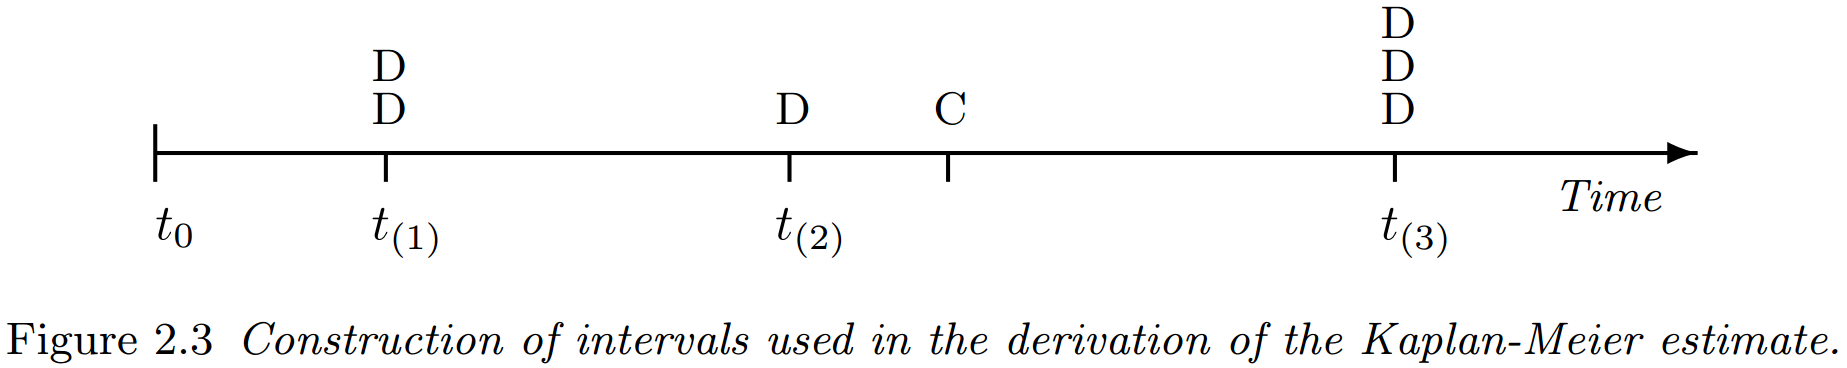 D
D D
D D C D
Time
t0 t(1) t(2) t(3)
Figure 2.3 Construction of intervals used in the derivation of the Kaplan-Meier estimate.